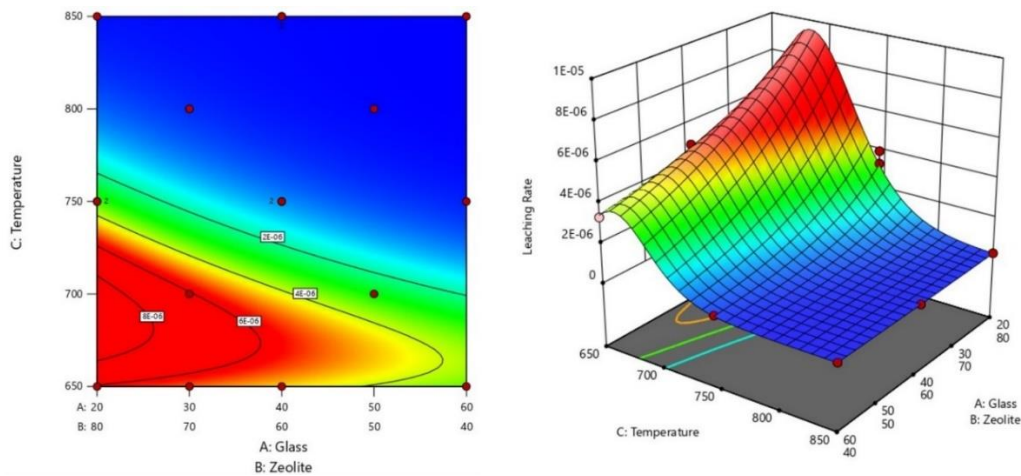 850
800
C: Temperature
750
2
2
2E-06
700
4E-06
8E-06
6E-06
650
A: 20 30 40 50 60
B: 80 70 60 50 40
A: Glass
B: Zeolite
1E-05
8E-06
6E-06
4E-06
2E-06
0
Leaching Rate
650
700
750
800
850
C: Temperature
20
80
30
70
40
60
50
50
60
40
A: Glass
B: Zeolite